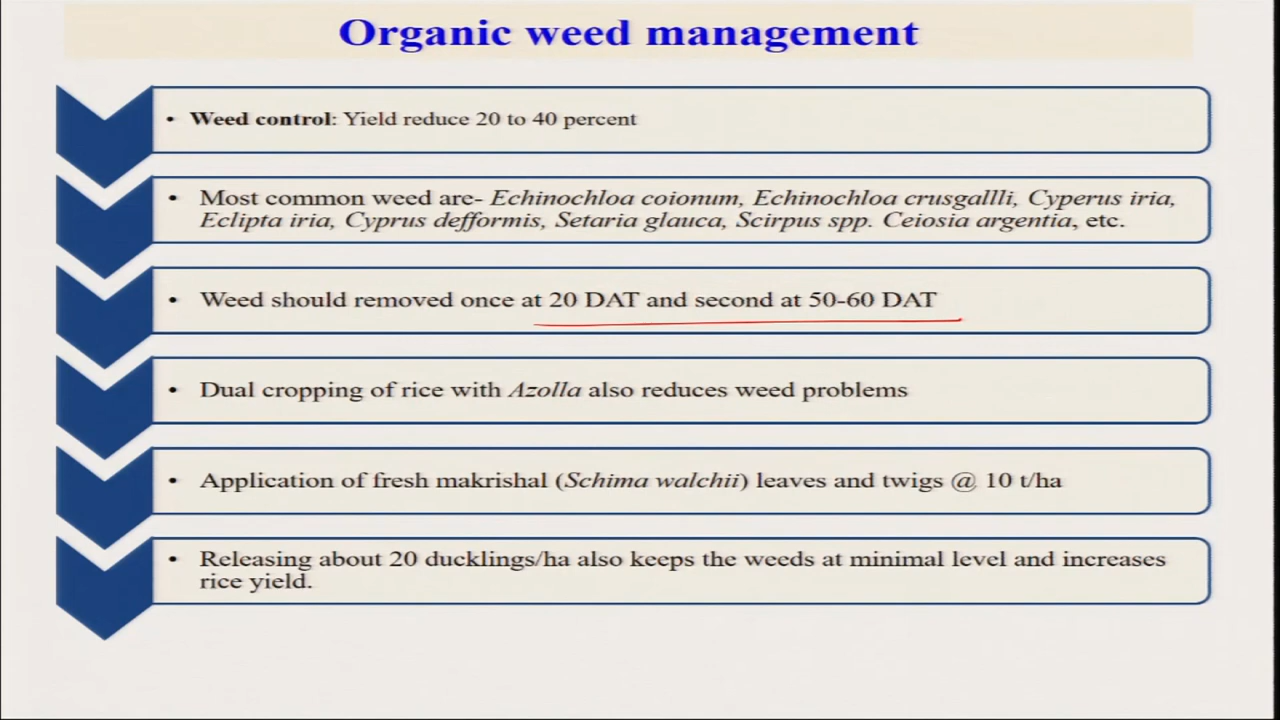 Organic weed management
• Weed control: Yield reduce 20 to 40 percent
• Most common weed are- Echinochloa coionum, Echinochloa crusgallli, Cyperus iria,
Eclipta iria, Cyprus defformis, Setaria glauca, Scirpus spp. Ceiosia argentia, etc.
• Weed should removed once at 20 DAT and second at 50-60 DAT
• Dual cropping of rice with Azolla also reduces weed problems
• Application of fresh makrishal (Schima walchii) leaves and twigs @ 10 t/ha
• Releasing about 20 ducklings/ha also keeps the weeds at minimal level and increases
rice yield.